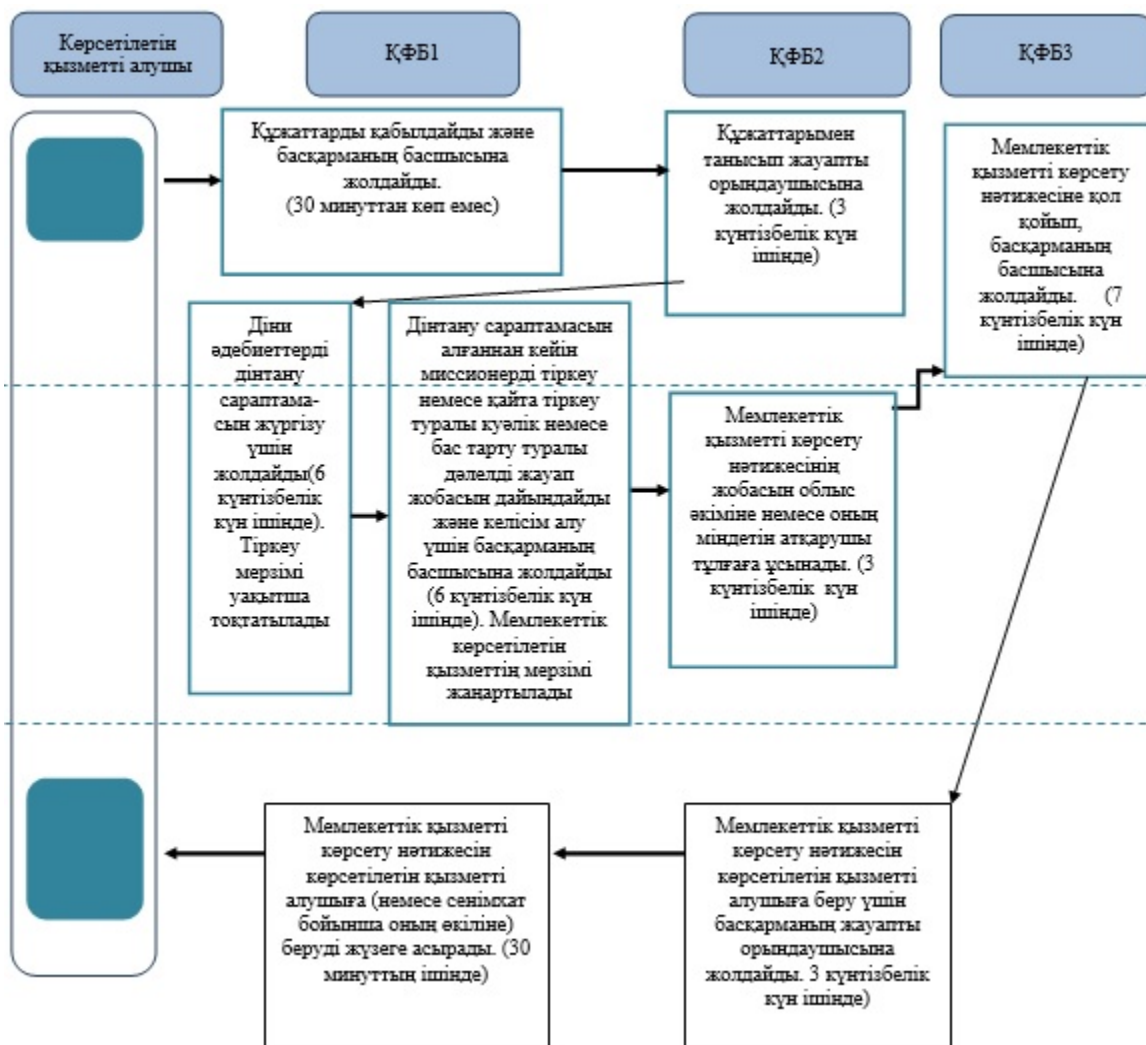 Көрсетілетін
қызметті алушы
ҚФБ1
ҚФБ2
ҚФБ3
Құжаттарды қабылдайды және
басқарманың басшысына
жолдайды.
(30 минуттан көп емес)
Құжаттарымен
танысып жауапты
орындаушысына
жолдайды. (3
күнтізбелік күн
ішінде)
Мемлекеттік
қызметті көрсету
нәтижесіне қол
қойып,
басқарманың
басшысына
жолдайды. (7
күнтізбелік күн
ішінде)
Діни
әдебиеттерді
дінтану
сараптама-
сын жүргізу
үшін
жолдайды(6
күнтізбелік
күн ішінде).
Тіркеу
мерзімі
уақытша
тоқтатылады
Дінтану сараптамасын
алғаннан кейін
миссионерді тіркеу
немесе қайта тіркеу
туралы куәлік немесе
бас тарту туралы
дәлелді жауап
жобасын дайындайды
және келісім алу
үшін басқарманың
басшысына жолдайды
(6 күнтізбелік күн
ішінде). Мемлекеттік
көрсетілетін
қызметтің мерзімі
жаңартылады
Мемлекеттік
қызметті көрсету
нәтижесінің
жобасын облыс
әкіміне немесе оның
міндетін атқарушы
тұлғаға ұсынады. (3
күнтізбелік күн
ішінде)
Мемлекеттік қызметті
көрсету нәтижесін
көрсетілетін қызметті
алушыға (немесе сенімхат
бойынша оның өкіліне)
беруді жүзеге асырады. (30
минуттың ішінде)
Мемлекеттік қызметті
көрсету нәтижесін
көрсетілетін қызметті
алушыға беру үшін
басқарманың жауапты
орындаушысына
жолдайды. 3 күнтізбелік
күн ішінде)